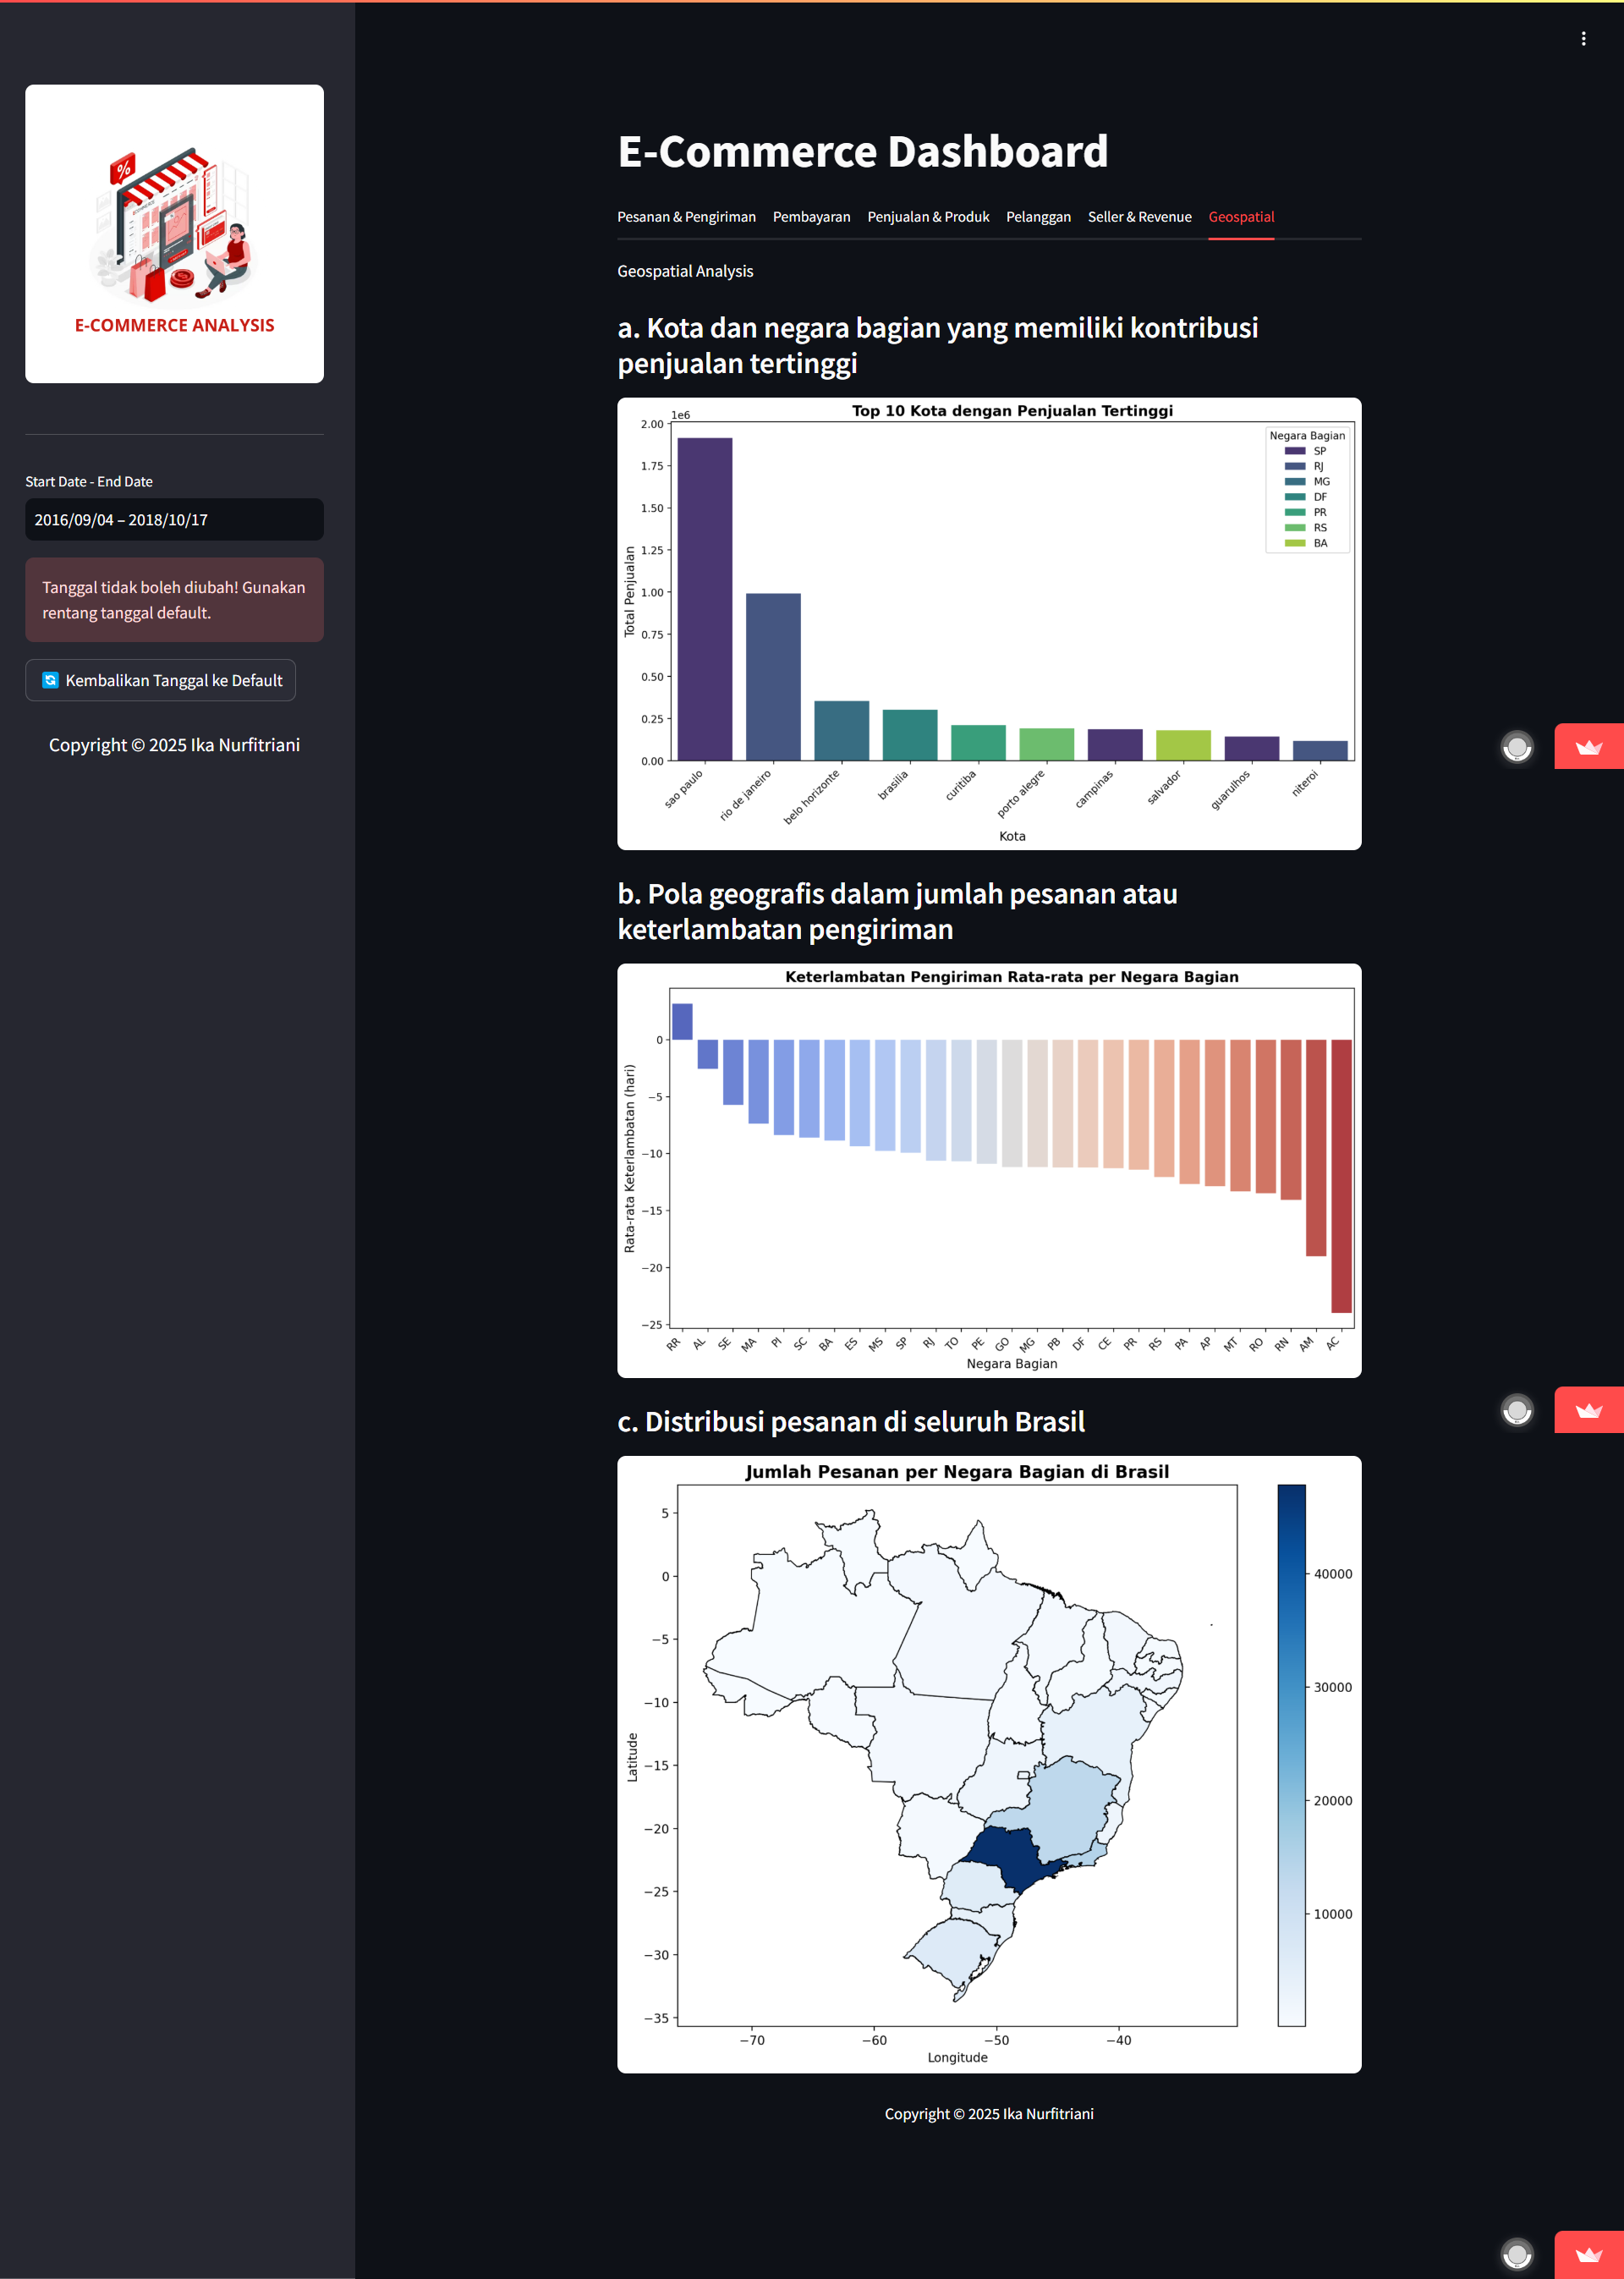 E-COMMERCE ANALYSIS
Start Date - End Date
2016/09/04 – 2018/10/17
Tanggal tidak boleh diubah! Gunakan
rentang tanggal default.
Kembalikan Tanggal ke Default
Copyright © 2025 Ika Nurfitriani
E-Commerce Dashboard
Pesanan & Pengiriman Pembayaran Penjualan & Produk Pelanggan Seller & Revenue Geospatial
Geospatial Analysis
a. Kota dan negara bagian yang memiliki kontribusi
penjualan tertinggi
Top 10 Kota dengan Penjualan Tertinggi
1e6
2.00
1.75
1.50
1.25
1.00
0.75
0.50
0.25
0.00
Total Penjualan
Negara Bagian
SP
RJ
MG
DF
PR
RS
BA
sao paulo
rio de janeiro
belo horizonte
brasilia
curitiba
porto alegre
campinas
salvador
guarulhos
niteroi
Kota
b. Pola geografis dalam jumlah pesanan atau
keterlambatan pengiriman
Keterlambatan Pengiriman Rata-rata per Negara Bagian
0
−5
−10
−15
−20
−25
Rata-rata Keterlambatan (hari)
RR AL SE MA PI SC BA ES MS SP RJ TO PE GO MG PB DF CE PR RS PA AP MT RO RN AM AC
Negara Bagian
c. Distribusi pesanan di seluruh Brasil
Jumlah Pesanan per Negara Bagian di Brasil
5
0
−5
−10
−15
−20
−25
−30
−35
Latitude
−70 −60 −50 −40
Longitude
40000
30000
20000
10000
Copyright © 2025 Ika Nurfitriani